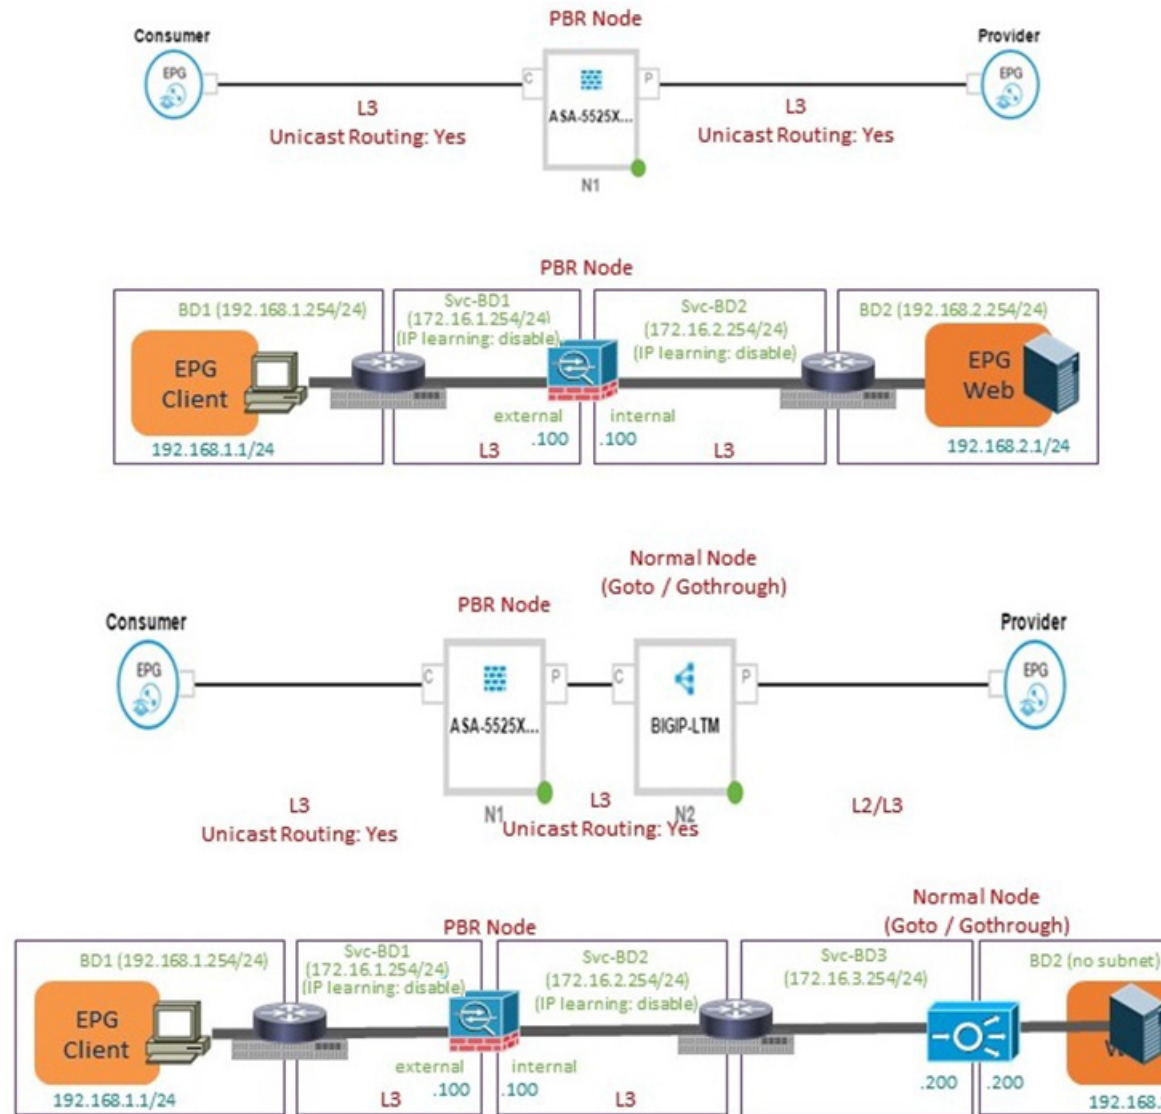 PBR Node
Consumer
Provider
EPG
C
P
EPG
L3
Unicast Routing: Yes
ASA-5525X...
L3
Unicast Routing: Yes
N1
PBR Node
BD1 (192.168.1.254/24)
Svc-BD1
(172.16.1.254/24)
(IP learning: disable)
Svc-BD2
(172.16.2.254/24)
(IP learning: disable)
BD2 (192.168.2.254/24)
EPG
Client
EPG
Web
external
internal
.100
.100
192.168.1.1/24
L3
L3
192.168.2.1/24
Normal Node
(Goto / Gothrough)
PBR Node
Consumer
Provider
EPG
C
P
C
P
EPG
ASA-5525X...
BIGIP-LTM
N1
N2
L3
Unicast Routing: Yes
L3
Unicast Routing: Yes
L2/L3
Normal Node
(Goto / Gothrough)
PBR Node
BD1 (192.168.1.254/24)
Svc-BD1
(172.16.1.254/24)
(IP learning: disable)
Svc-BD2
(172.16.2.254/24)
(IP learning: disable)
Svc-BD3
(172.16.3.254/24)
BD2 (no subnet)
EPG
Client
external
internal
.100
.100
.200
.200
192.168.1.1/24
L3
L3
192.168.